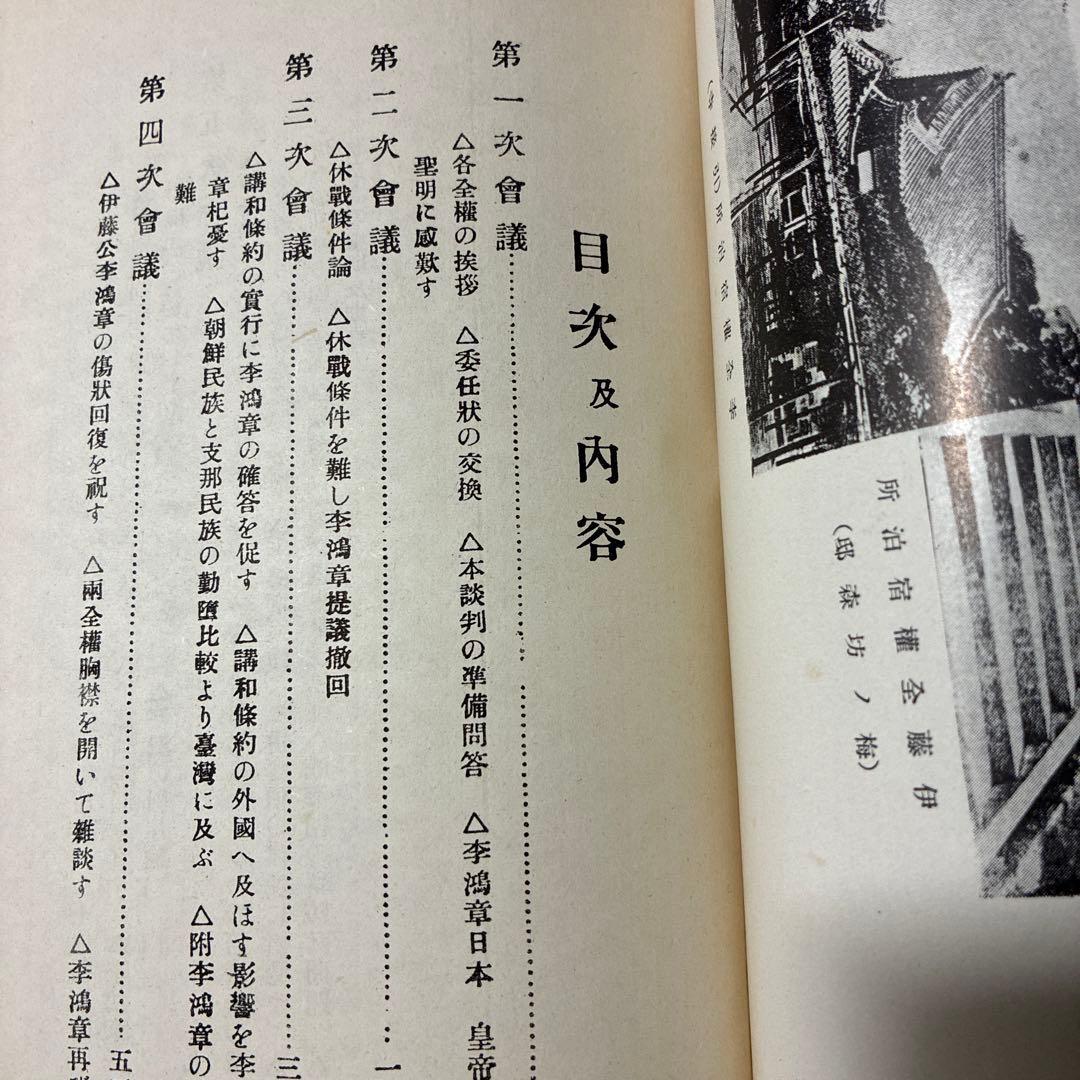 伊藤全權宿泊所
(梅ノ坊森邸)
目次及內容
第一次會議
△各全權の挨拶 △委任狀の交換 △本談判の準備問答 △李鴻章日本 皇帝
聖明に感歎す
第二次會議 一
△休戰條件論 △休戰條件を難し李鴻章提議撤回
第三次會議 三
△講和條約の實行に李鴻章の確答を促す △講和條約の外國へ及ほす影響を李
章杞憂す △朝鮮民族と支那民族の勤墮比較より臺灣に及ぶ △附李鴻章の
難
第四次會議 五
△伊藤公李鴻章の傷狀回復を祝す △兩全權胸襟を開いて雜談す △李鴻章再